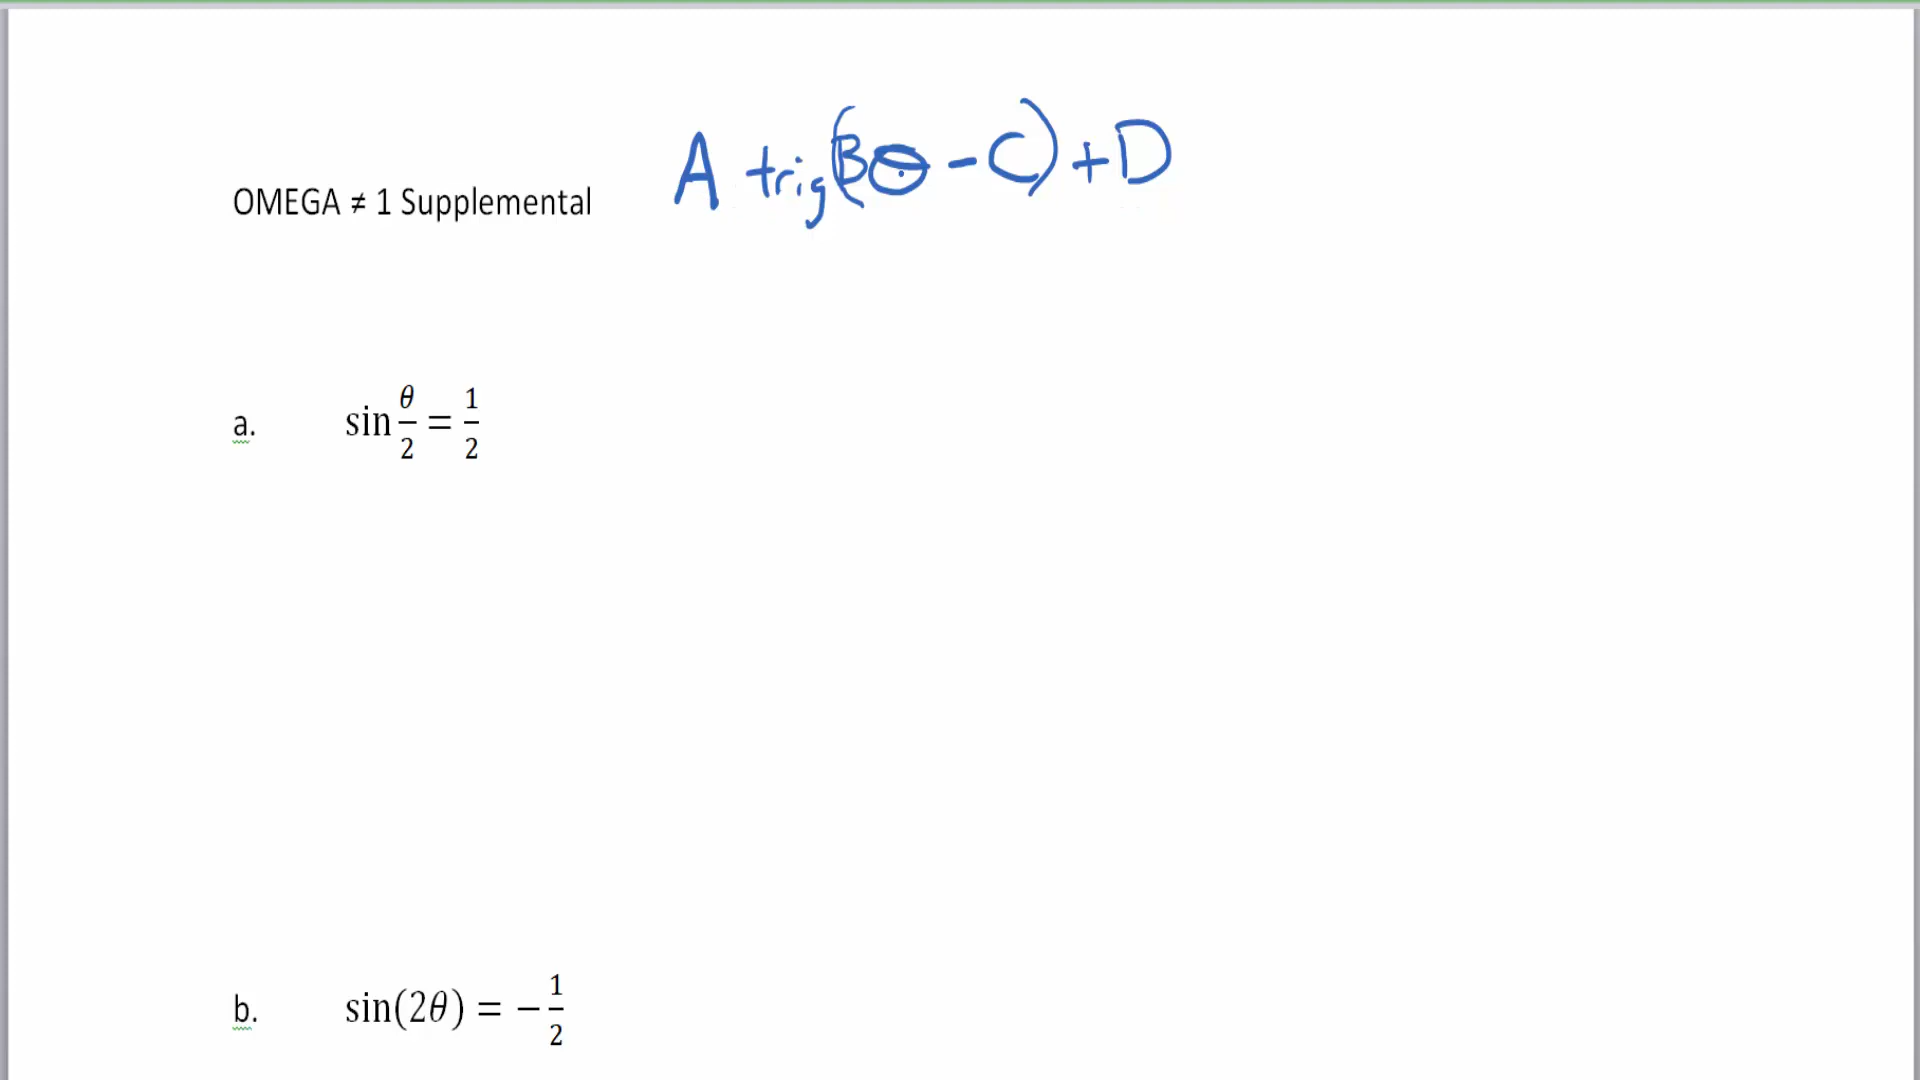 A trig(Bθ - C) + D
OMEGA ≠ 1 Supplemental
a. sin θ/2 = 1/2
b. sin(2θ) = −1/2